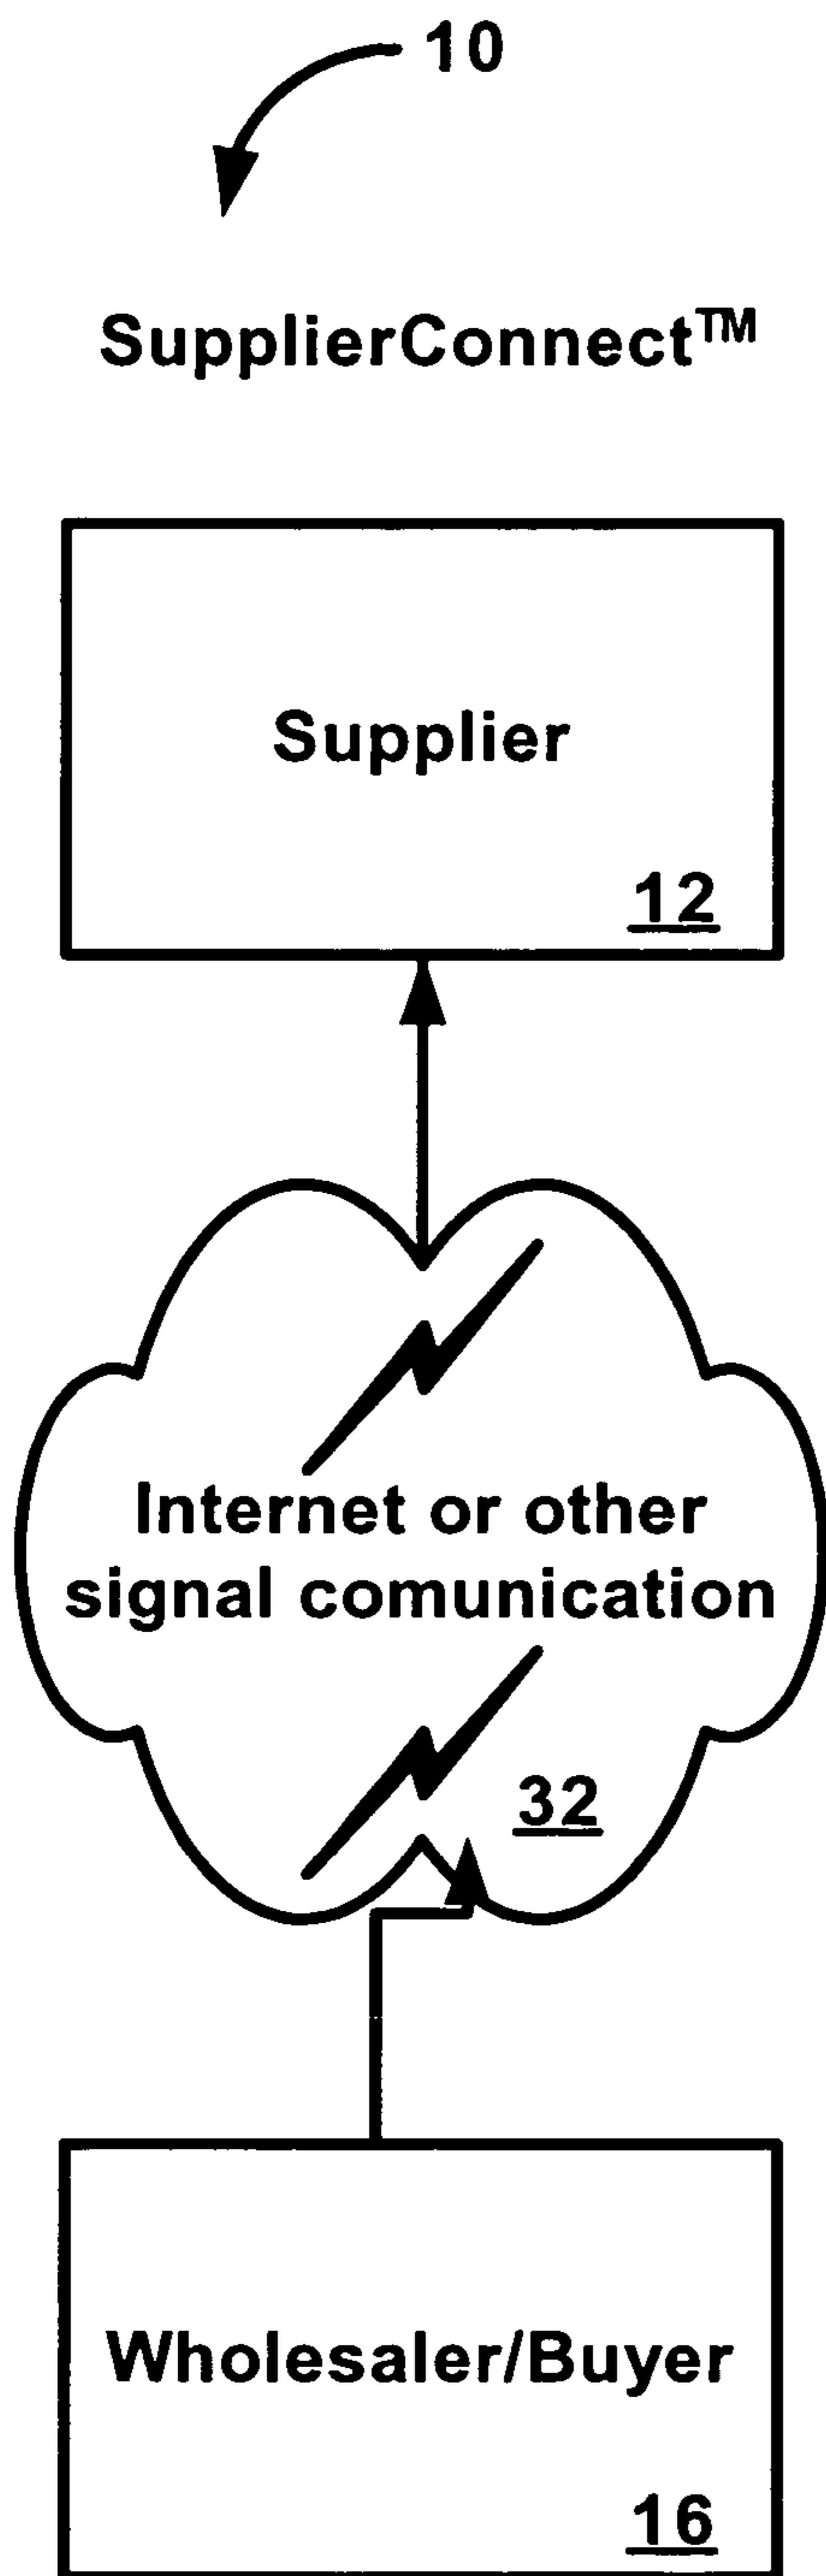 10
SupplierConnect™
Supplier
12
Internet or other
signal comunication
32
Wholesaler/Buyer
16